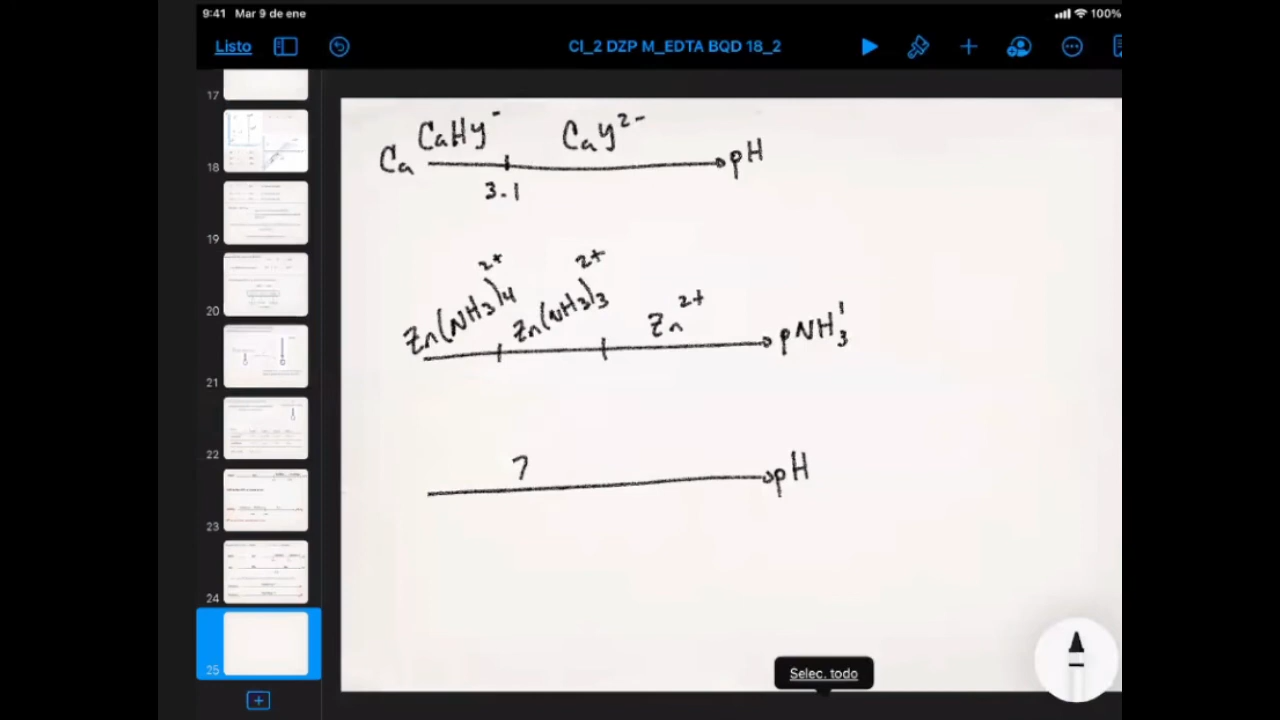 9:41 Mar 9 de ene 100%
Listo CI_2 DZP M_EDTA BQD 18_2
17
18
19
20
21
22
23
24
25
CaHy⁻ Cay²⁻
Ca pH
3.1
Zn(NH3)4²⁺ Zn(NH3)3²⁺ Zn²⁺ pNH3'
? pH
Selec. todo